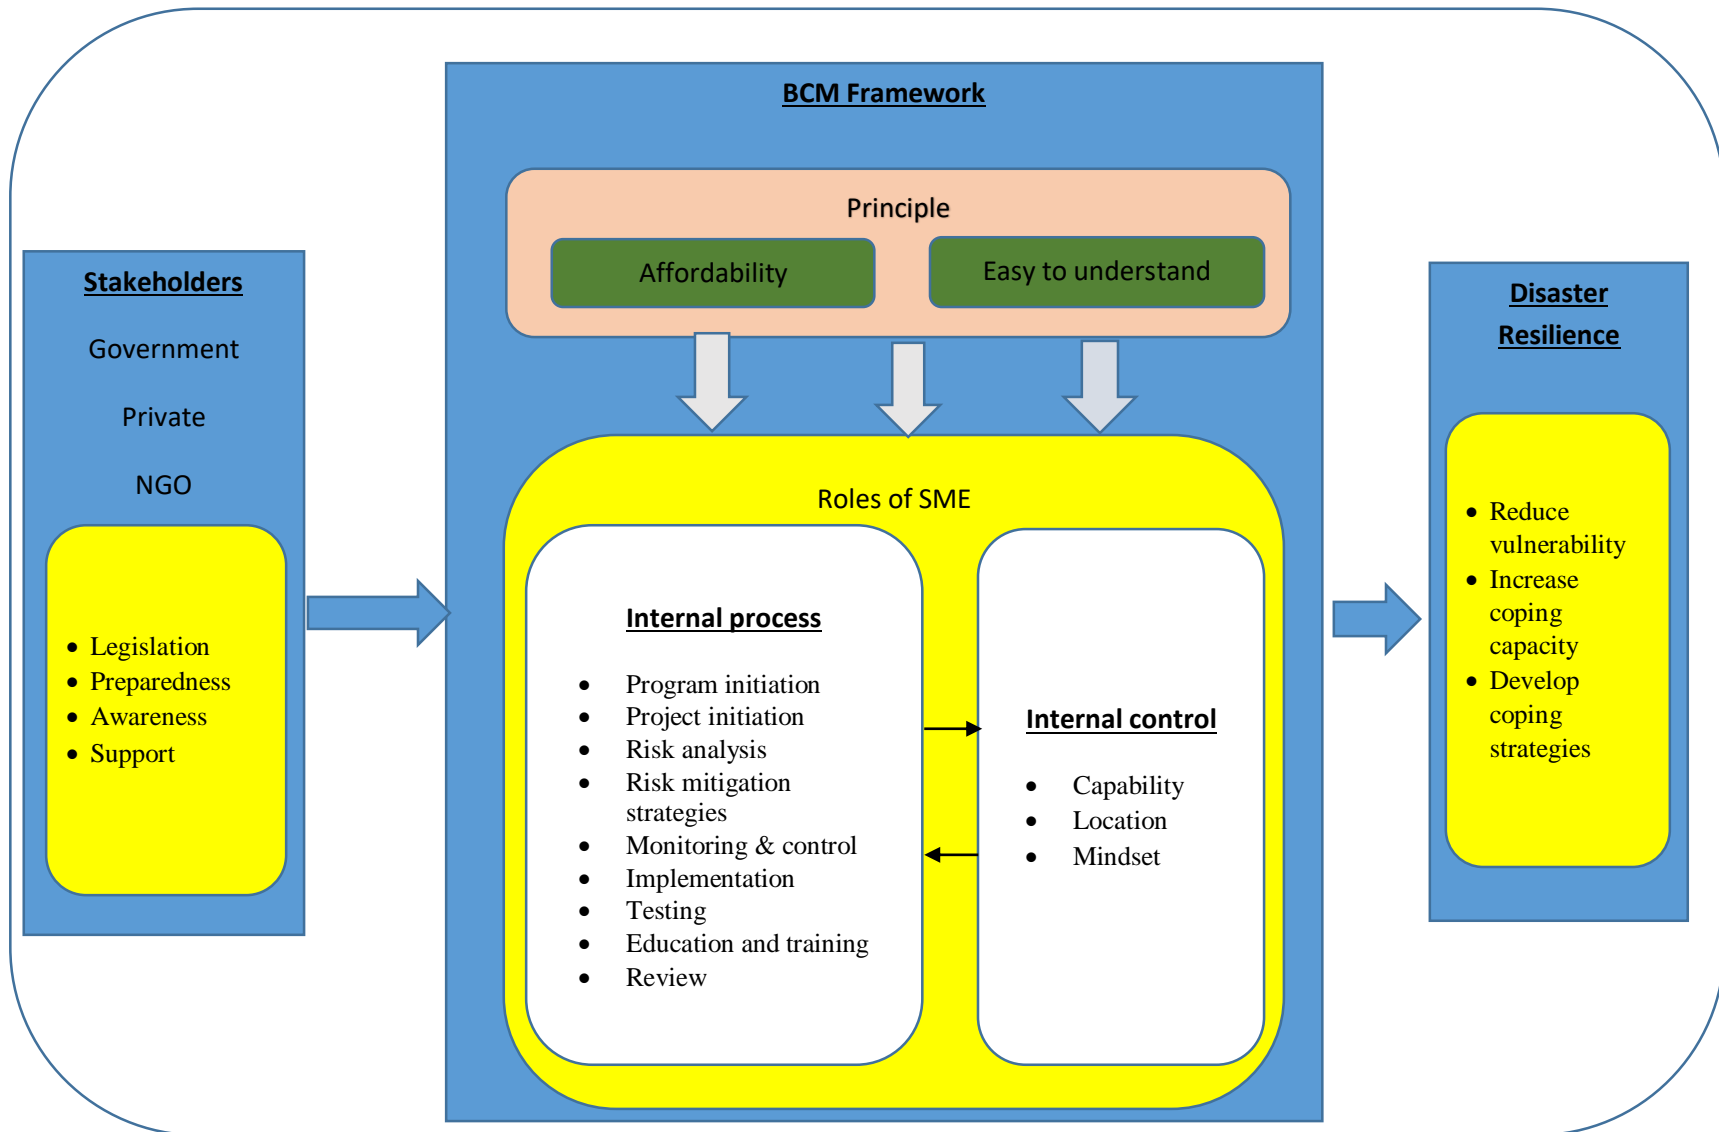 BCM Framework
Principle
Affordability
Easy to understand
Stakeholders
Government
Private
NGO
• Legislation
• Preparedness
• Awareness
• Support
Roles of SME
Internal process
• Program initiation
• Project initiation
• Risk analysis
• Risk mitigation
strategies
• Monitoring & control
• Implementation
• Testing
• Education and training
• Review
Internal control
• Capability
• Location
• Mindset
Disaster
Resilience
• Reduce
vulnerability
• Increase
coping
capacity
• Develop
coping
strategies